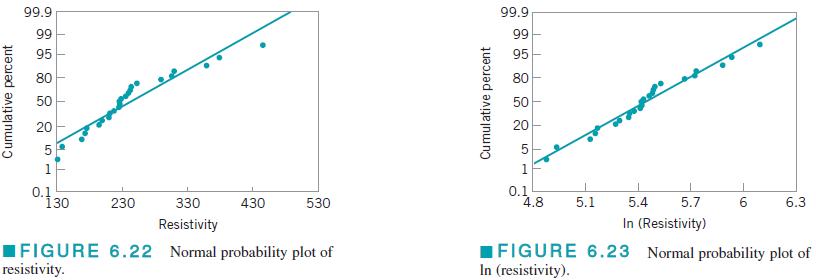 99.9
99
95
80
50
20
5
1
0.1
Cumulative percent
130 230 330 430 530
Resistivity
■ FIGURE 6.22 Normal probability plot of
resistivity.
99.9
99
95
80
50
20
5
1
0.1
Cumulative percent
4.8 5.1 5.4 5.7 6 6.3
ln (Resistivity)
■ FIGURE 6.23 Normal probability plot of
ln (resistivity).